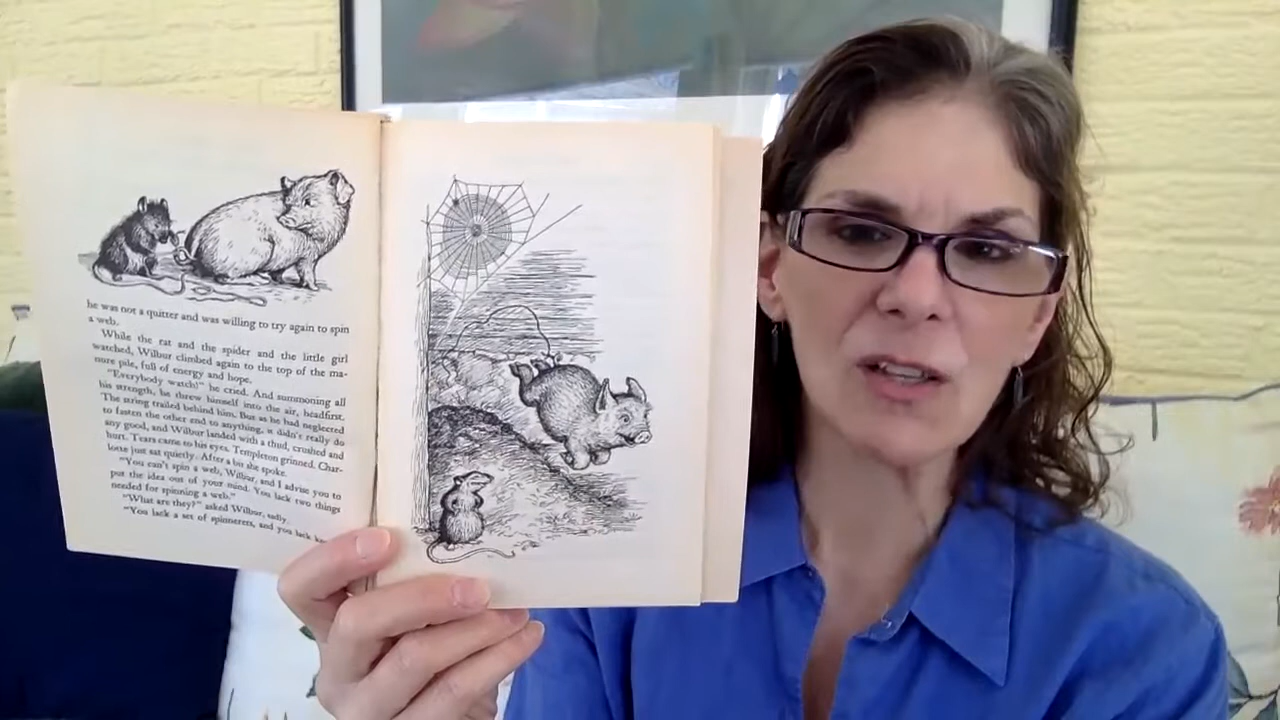 he was not a quitter and was willing to try again to spin
a web.
While the rat and the spider and the little girl
watched, Wilbur climbed again to the top of the ma-
nure pile, full of energy and hope.
"Everybody watch!" he cried. And summoning all
his strength, he threw himself into the air, headfirst.
The string trailed behind him. But as he had neglected
to fasten the other end to anything, it didn't really do
any good, and Wilbur landed with a thud, crushed and
hurt. Tears came to his eyes. Templeton grinned. Char-
lotte just sat quietly. After a bit she spoke.
"You can't spin a web, Wilbur, and I advise you to
put the idea out of your mind. You lack two things
needed for spinning a web."
"What are they?" asked Wilbur, sadly.
"You lack a set of spinnerets, and you lack